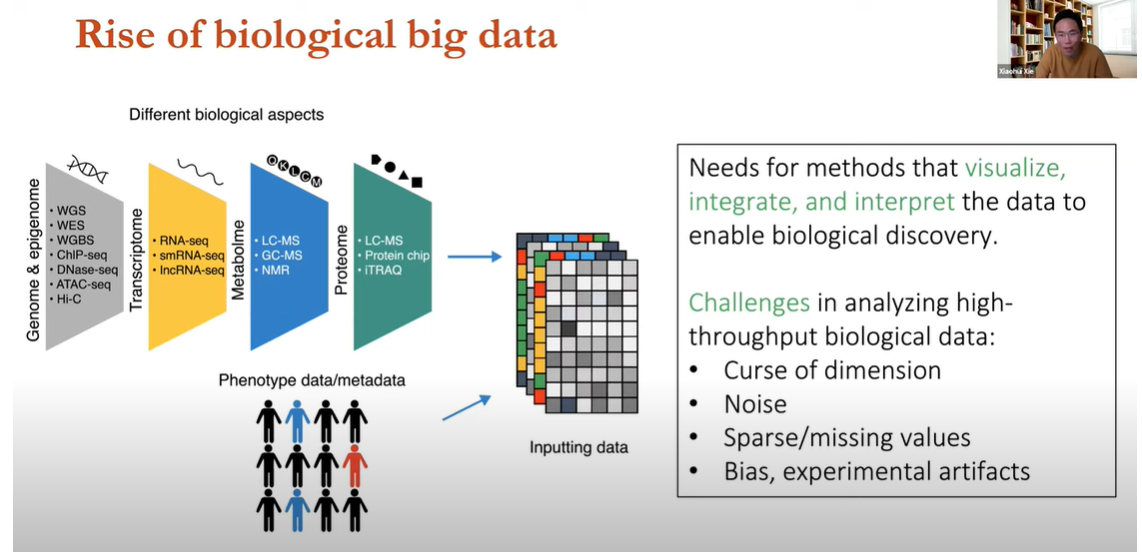 Rise of biological big data
Xiaohui Xie
Different biological aspects
Genome & epigenome
• WGS
• WES
• WGBS
• ChIP-seq
• DNase-seq
• ATAC-seq
• Hi-C
Transcriptome
• RNA-seq
• smRNA-seq
• lncRNA-seq
Metabolme
Q K L C M
• LC-MS
• GC-MS
• NMR
Proteome
• LC-MS
• Protein chip
• iTRAQ
Phenotype data/metadata
Inputting data
Needs for methods that visualize,
integrate, and interpret the data to
enable biological discovery.
Challenges in analyzing high-
throughput biological data:
• Curse of dimension
• Noise
• Sparse/missing values
• Bias, experimental artifacts